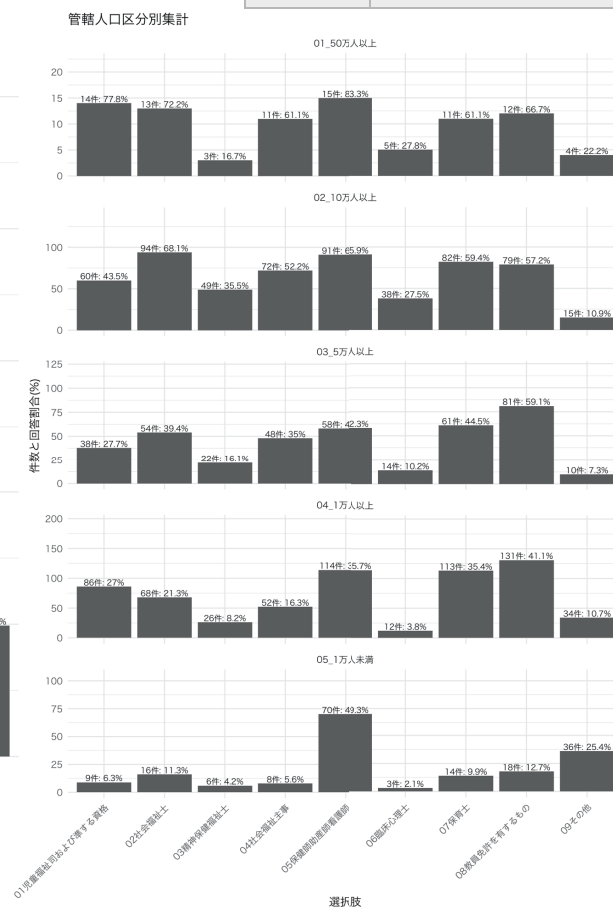 管轄人口区分別集計
01_50万人以上
20
15
10
5
0
14件: 77.8%
13件: 72.2%
3件: 16.7%
11件: 61.1%
15件: 83.3%
5件: 27.8%
11件: 61.1%
12件: 66.7%
4件: 22.2%
02_10万人以上
100
50
0
60件: 43.5%
94件: 68.1%
49件: 35.5%
72件: 52.2%
91件: 65.9%
38件: 27.5%
82件: 59.4%
79件: 57.2%
15件: 10.9%
03_5万人以上
125
100
75
50
25
0
38件: 27.7%
54件: 39.4%
22件: 16.1%
48件: 35%
58件: 42.3%
14件: 10.2%
61件: 44.5%
81件: 59.1%
10件: 7.3%
件数と回答割合(%)
04_1万人以上
200
150
100
50
0
86件: 27%
68件: 21.3%
26件: 8.2%
52件: 16.3%
114件: 35.7%
12件: 3.8%
113件: 35.4%
131件: 41.1%
34件: 10.7%
%
05_1万人未満
100
75
50
25
0
9件: 6.3%
16件: 11.3%
6件: 4.2%
8件: 5.6%
70件: 49.3%
3件: 2.1%
14件: 9.9%
18件: 12.7%
36件: 25.4%
01児童福祉司および準ずる資格
02社会福祉士
03精神保健福祉士
04社会福祉主事
05保健師助産師看護師
06臨床心理士
07保育士
08教員免許を有するもの
09その他
選択肢